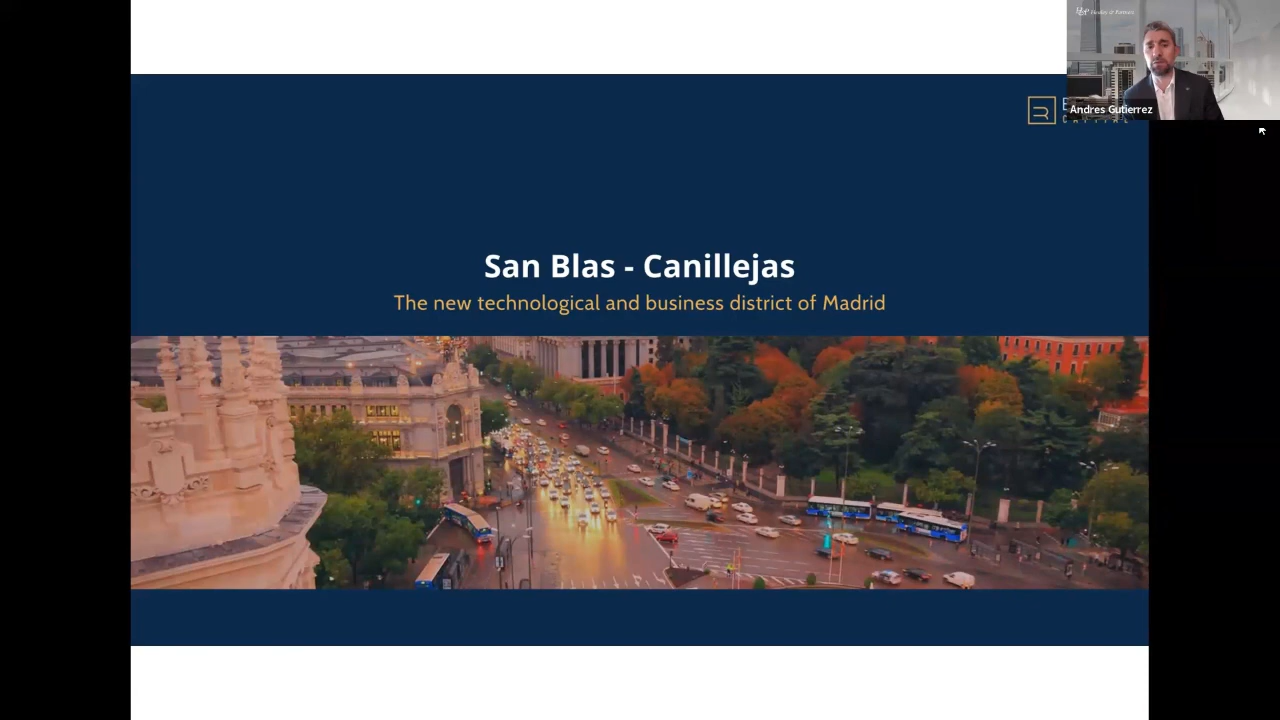 Andres Gutierrez
San Blas - Canillejas
The new technological and business district of Madrid